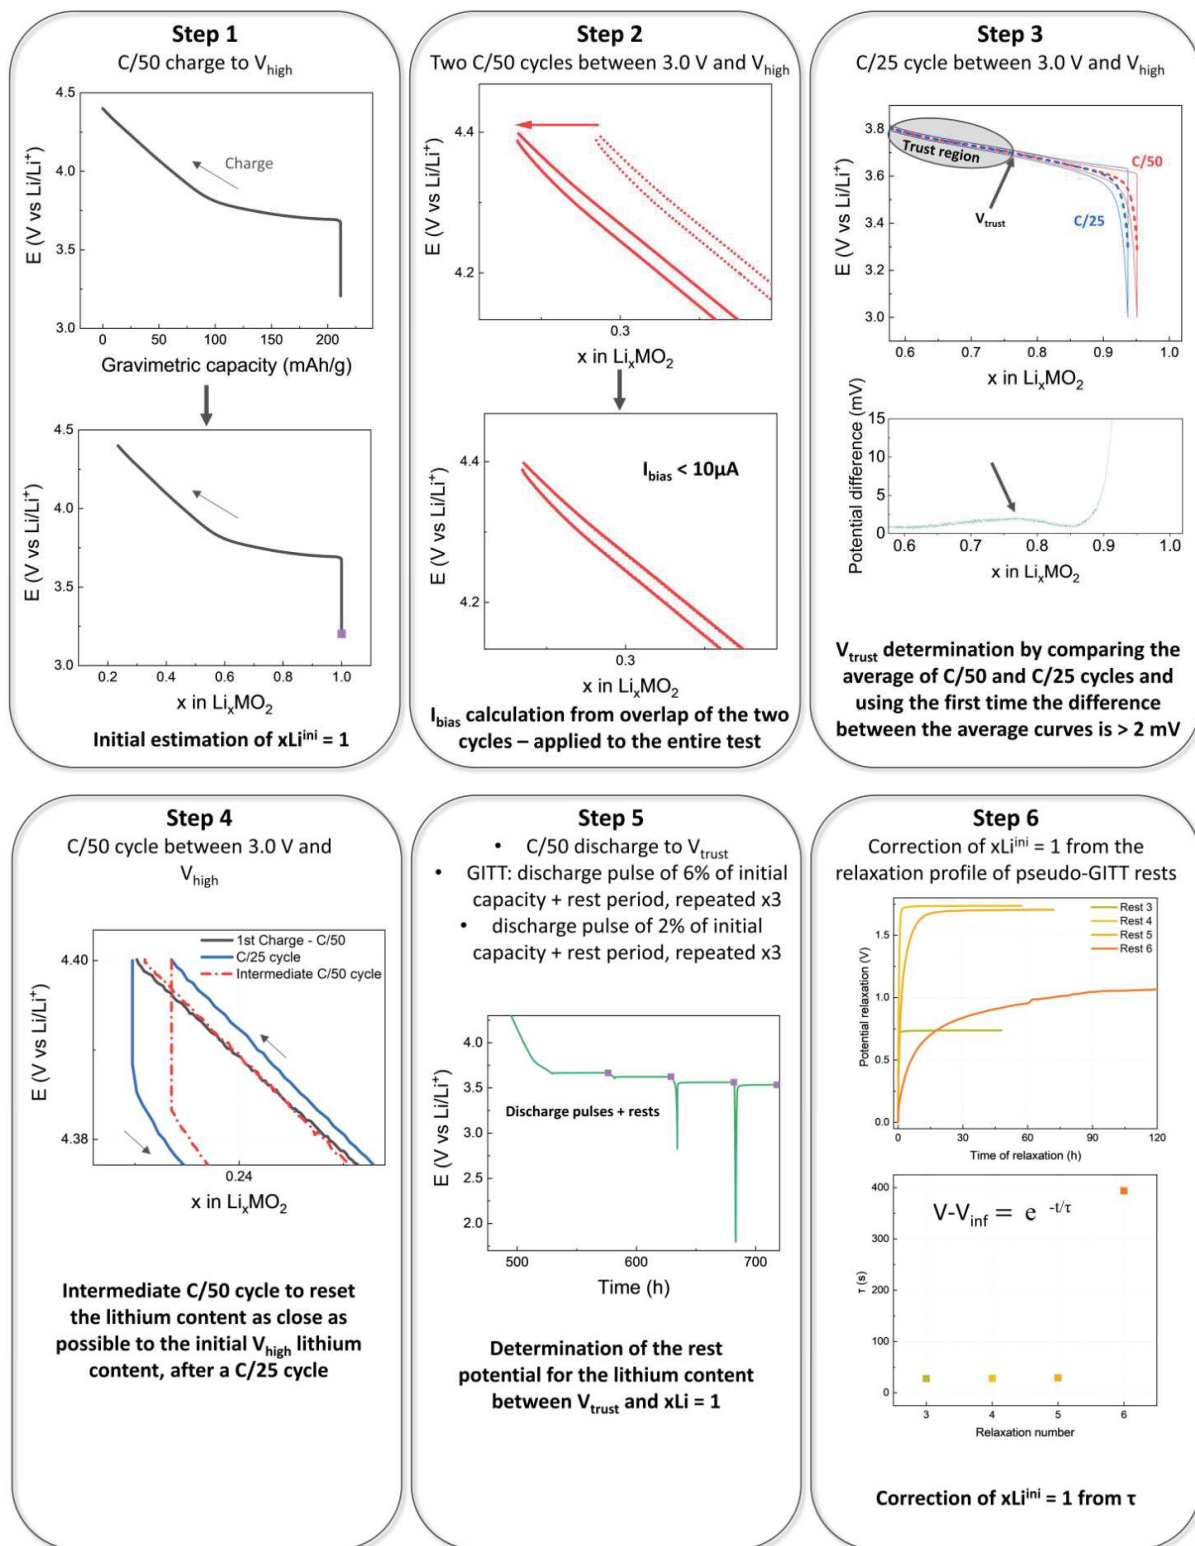 Step 1
C/50 charge to V_high
E (V vs Li/Li⁺)
4.5
4.0
3.5
3.0
Charge
0
50
100
150
200
Gravimetric capacity (mAh/g)
E (V vs Li/Li⁺)
4.5
4.0
3.5
3.0
0.2
0.4
0.6
0.8
1.0
x in LiₓMO₂
Initial estimation of xLi^ini = 1
Step 2
Two C/50 cycles between 3.0 V and V_high
E (V vs Li/Li⁺)
4.4
4.2
0.3
x in LiₓMO₂
E (V vs Li/Li⁺)
4.4
4.2
I_bias < 10µA
0.3
x in LiₓMO₂
I_bias calculation from overlap of the two
cycles – applied to the entire test
Step 3
C/25 cycle between 3.0 V and V_high
E (V vs Li/Li⁺)
3.8
3.6
3.4
3.2
3.0
Trust region
V_trust
C/50
C/25
0.6
0.7
0.8
0.9
1.0
x in LiₓMO₂
Potential difference (mV)
15
10
5
0
0.6
0.7
0.8
0.9
1.0
x in LiₓMO₂
V_trust determination by comparing the
average of C/50 and C/25 cycles and
using the first time the difference
between the average curves is > 2 mV
Step 4
C/50 cycle between 3.0 V and
V_high
E (V vs Li/Li⁺)
4.40
4.38
1st Charge - C/50
C/25 cycle
Intermediate C/50 cycle
0.24
x in LiₓMO₂
Intermediate C/50 cycle to reset
the lithium content as close as
possible to the initial V_high lithium
content, after a C/25 cycle
Step 5
• C/50 discharge to V_trust
• GITT: discharge pulse of 6% of initial
capacity + rest period, repeated x3
• discharge pulse of 2% of initial
capacity + rest period, repeated x3
E (V vs Li/Li⁺)
4.0
3.5
3.0
2.5
2.0
Discharge pulses + rests
500
600
700
Time (h)
Determination of the rest
potential for the lithium content
between V_trust and xLi = 1
Step 6
Correction of xLi^ini = 1 from the
relaxation profile of pseudo-GITT rests
Potential relaxation (V)
1.5
1.0
0.5
0.0
Rest 3
Rest 4
Rest 5
Rest 6
0
30
60
90
120
Time of relaxation (h)
τ (s)
400
300
200
100
0
V-V_inf = e^-t/τ
3
4
5
6
Relaxation number
Correction of xLi^ini = 1 from τ